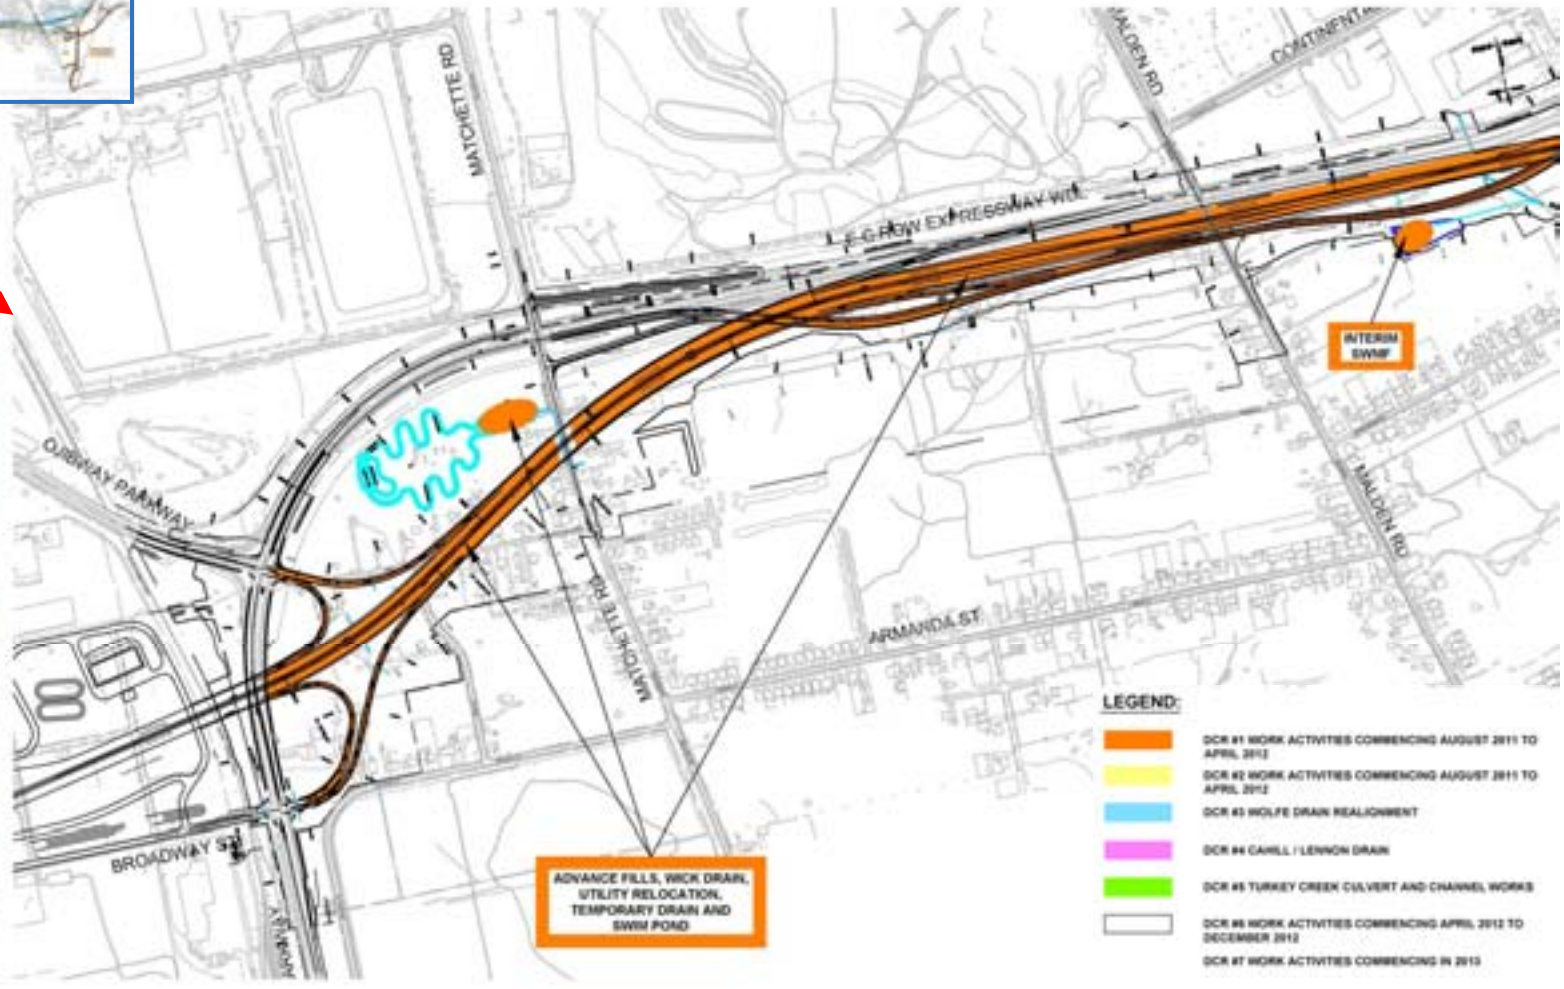 MATCHETTE RD
MALDEN RD
CONTINENTA
E C ROW EXPRESSWAY
INTERIM
SWMF
OJIBWAY PARKWAY
MALDEN RD
MATCHETTE RD
ARMANDA ST
BROADWAY ST
ADVANCE FILLS, WICK DRAIN,
UTILITY RELOCATION,
TEMPORARY DRAIN AND
SWIM POND
LEGEND:
DCR #1 WORK ACTIVITIES COMMENCING AUGUST 2011 TO
APRIL 2012
DCR #2 WORK ACTIVITIES COMMENCING AUGUST 2011 TO
APRIL 2012
DCR #3 WOLFE DRAIN REALIGNMENT
DCR #4 CAHILL / LENNON DRAIN
DCR #5 TURKEY CREEK CULVERT AND CHANNEL WORKS
DCR #6 WORK ACTIVITIES COMMENCING APRIL 2012 TO
DECEMBER 2012
DCR #7 WORK ACTIVITIES COMMENCING IN 2013